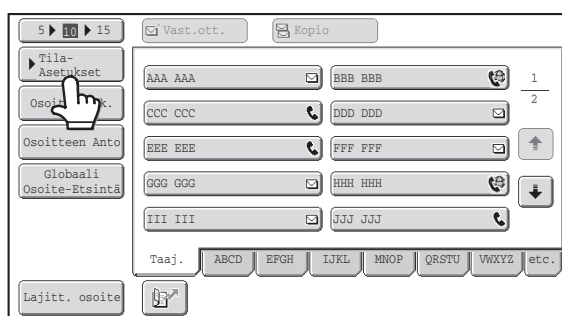 5 10 15
Vast.ott.
Kopio
Tila-
Asetukset
Osoitteen Anto
Globaali
Osoite-Etsintä
Lajitt. osoite
AAA AAA
BBB BBB
CCC CCC
DDD DDD
EEE EEE
FFF FFF
GGG GGG
HHH HHH
III III
JJJ JJJ
1
2
Taaj. ABCD EFGH IJKL MNOP QRSTU VWXYZ etc.